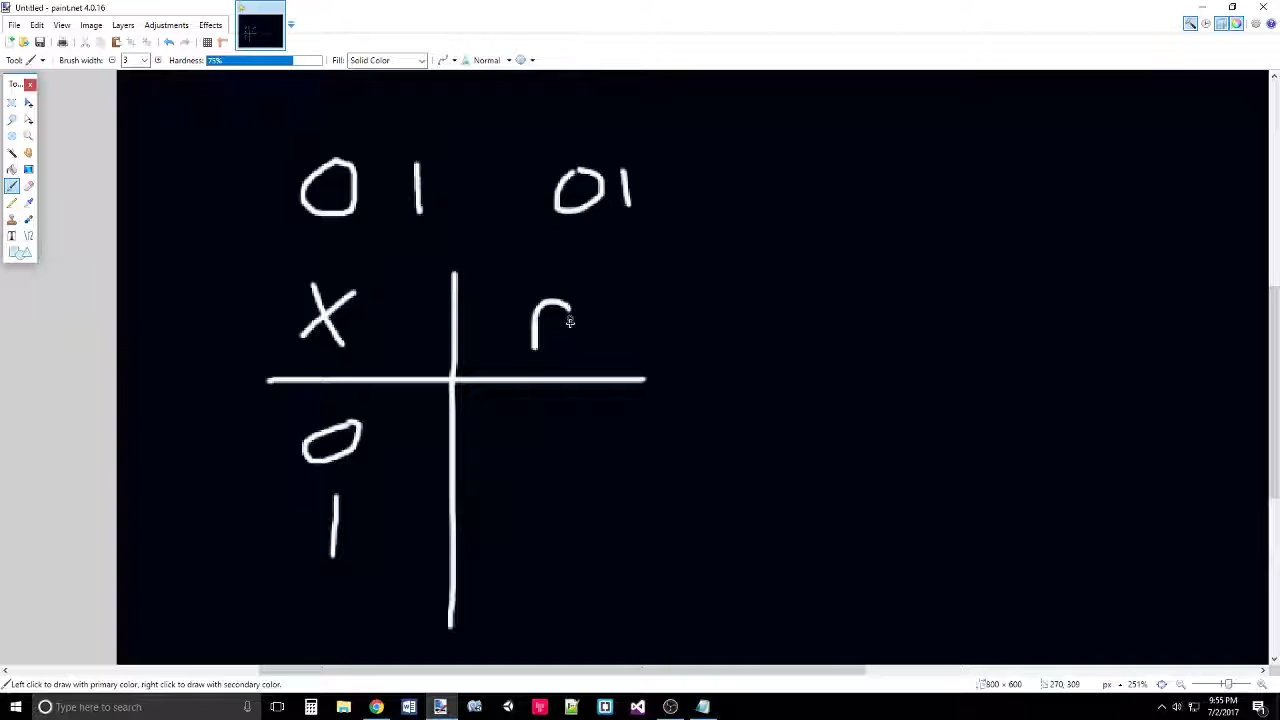 Untitled - paint.net 4.0.16
File Edit View Image Layers Adjustments Effects
Tool: Brush width: 3 Hardness: 75% Fill: Solid Color Normal
To...
0 1 01
x r
0
1
Left click to draw with primary color, right click to draw with secondary color.
800 × 600 270, 309 px 251%
Type here to search
9:55 PM
7/2/2017